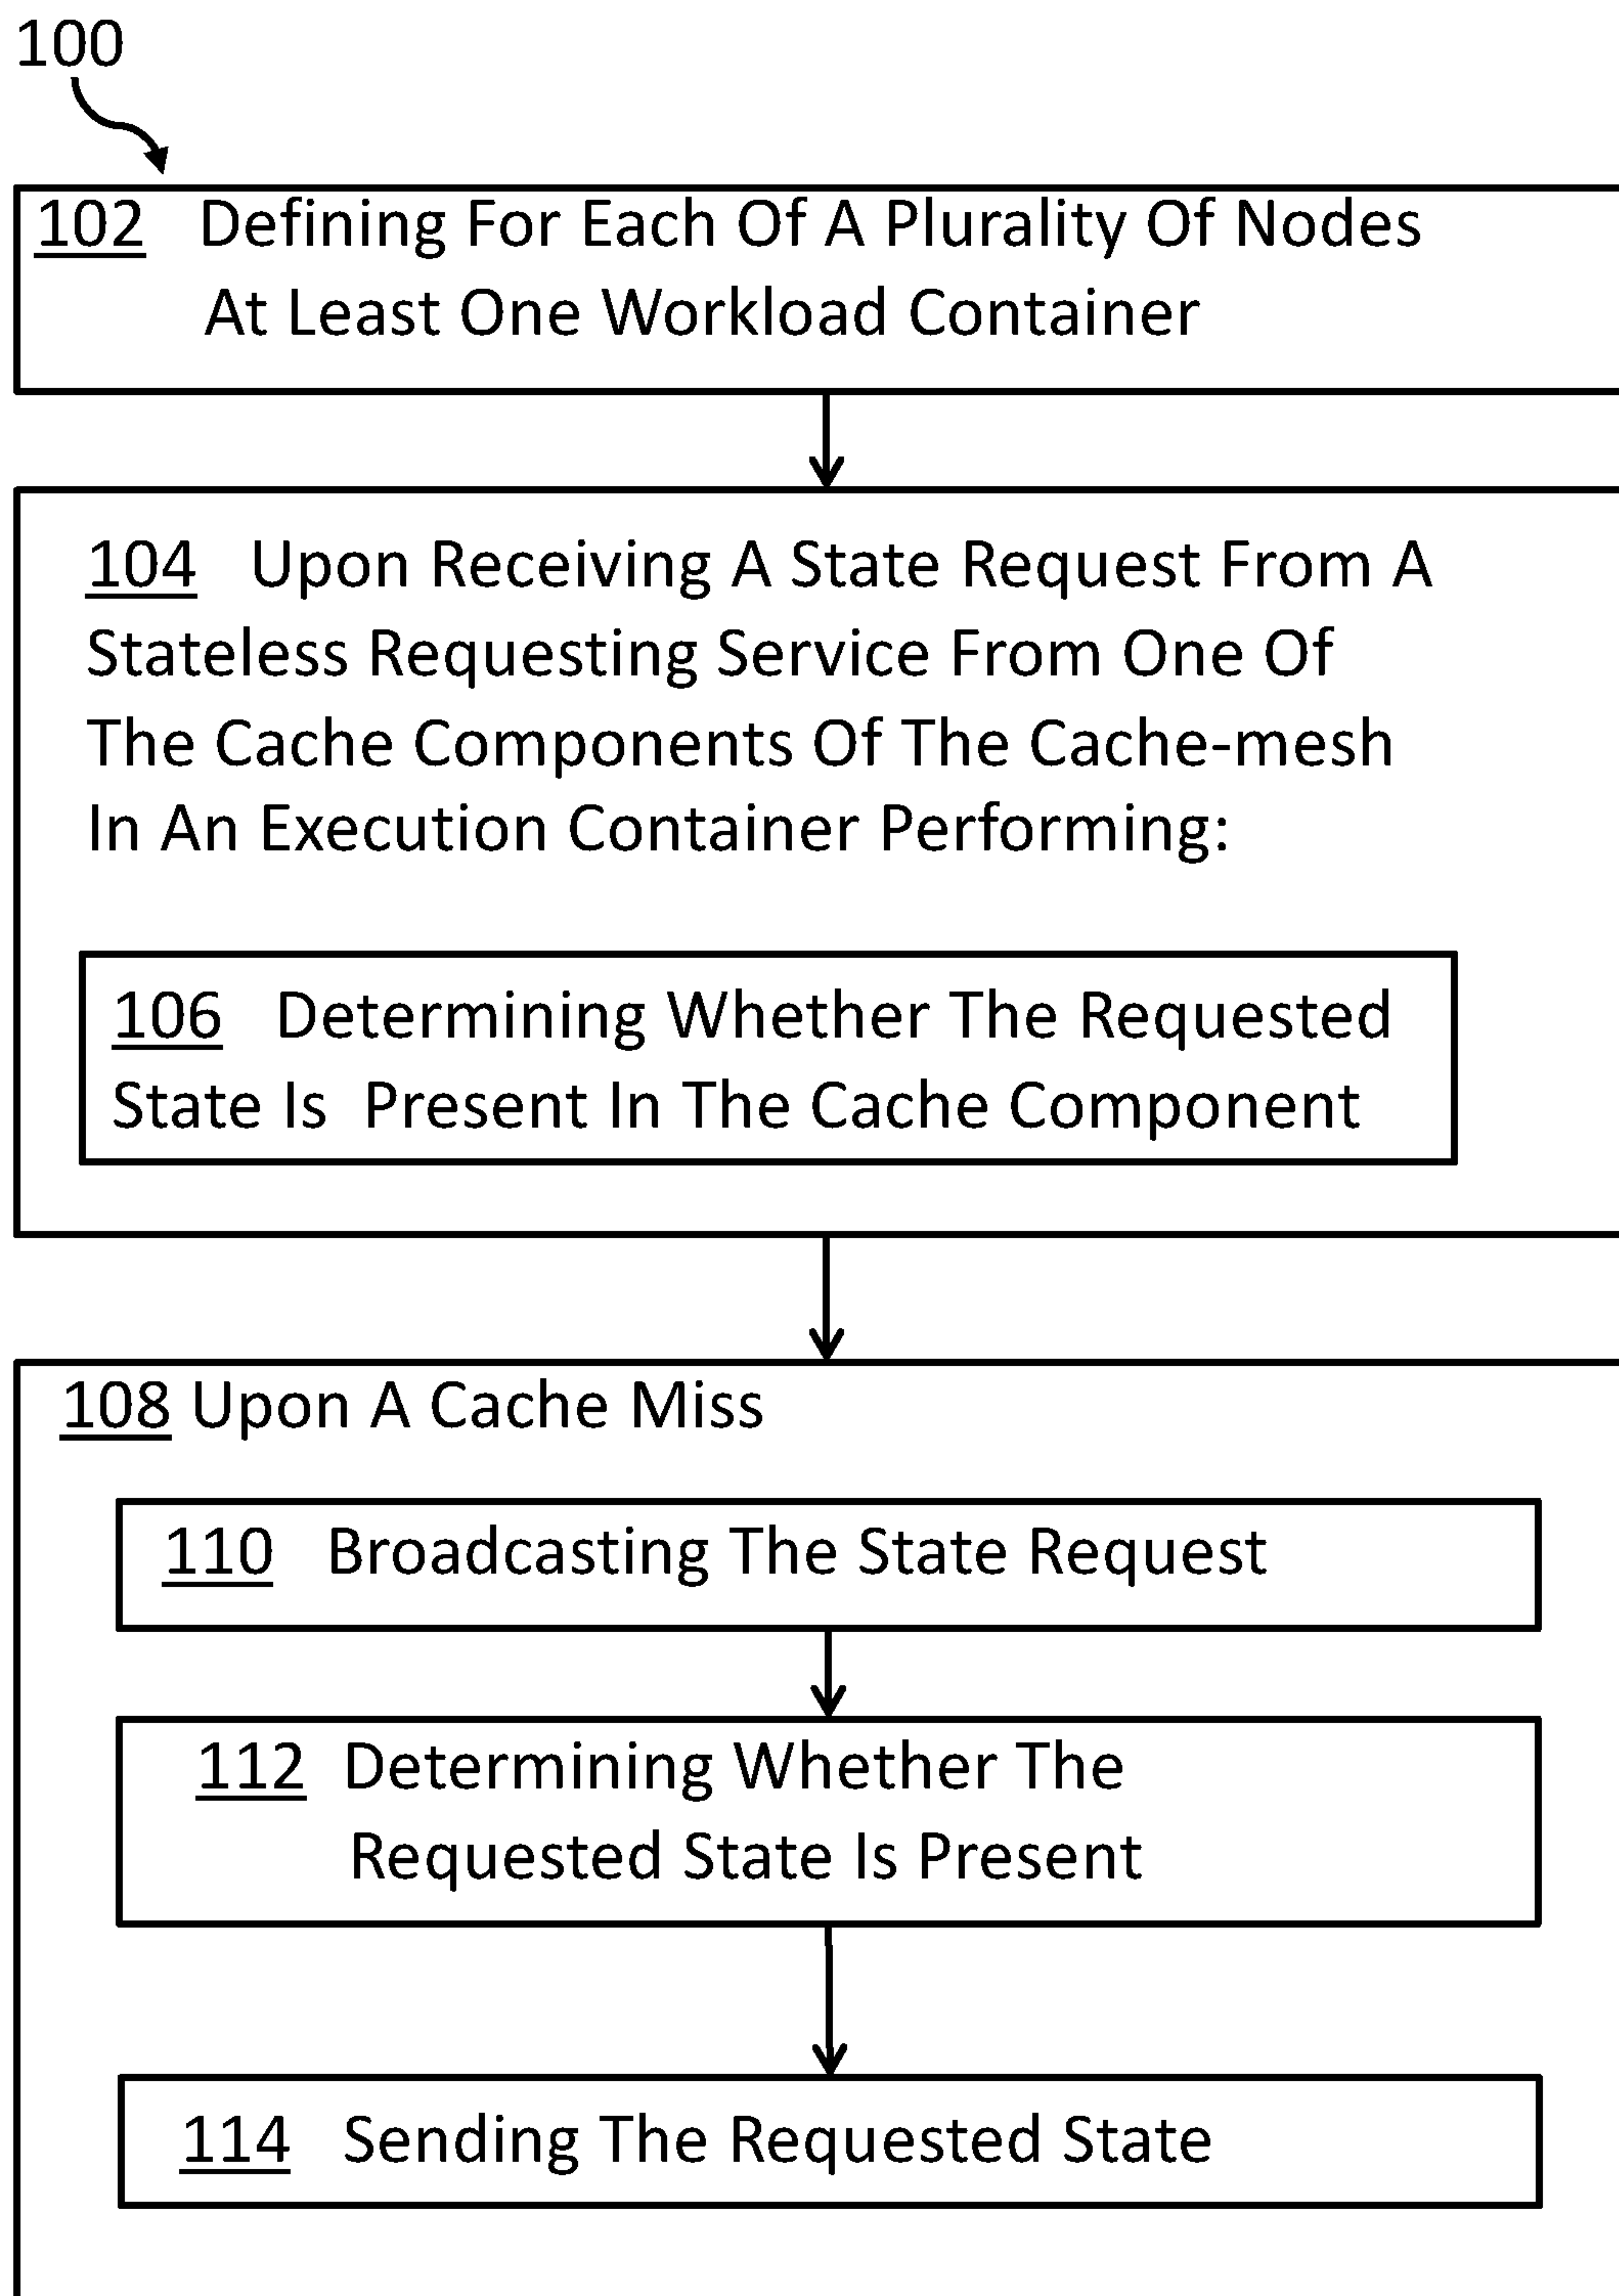 100
102 Defining For Each Of A Plurality Of Nodes
At Least One Workload Container
104 Upon Receiving A State Request From A
Stateless Requesting Service From One Of
The Cache Components Of The Cache-mesh
In An Execution Container Performing:
106 Determining Whether The Requested
State Is Present In The Cache Component
108 Upon A Cache Miss
110 Broadcasting The State Request
112 Determining Whether The
Requested State Is Present
114 Sending The Requested State